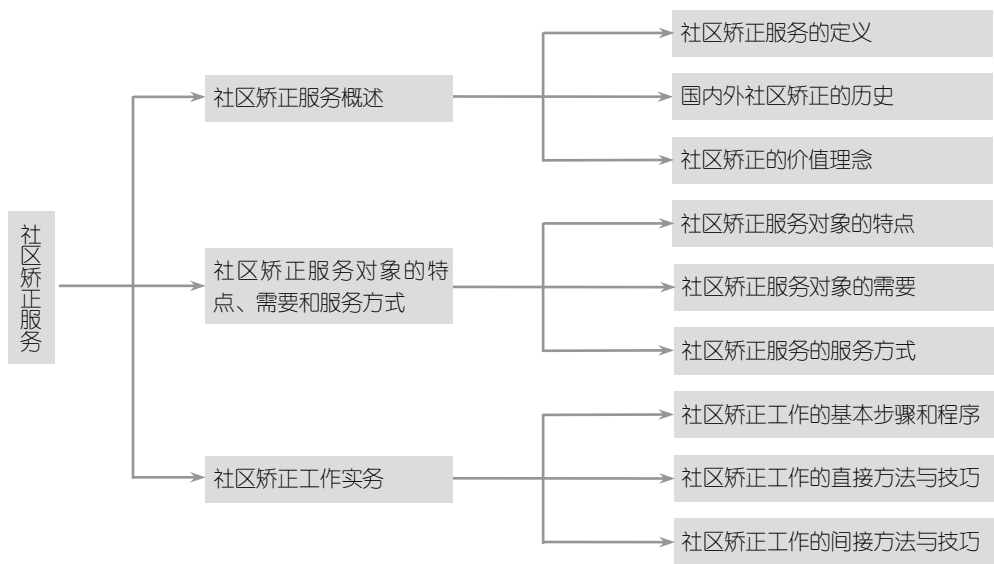 社区矫正服务
社区矫正服务概述
社区矫正服务的定义
国内外社区矫正的历史
社区矫正的价值理念
社区矫正服务对象的特
点、需要和服务方式
社区矫正服务对象的特点
社区矫正服务对象的需要
社区矫正服务的服务方式
社区矫正工作实务
社区矫正工作的基本步骤和程序
社区矫正工作的直接方法与技巧
社区矫正工作的间接方法与技巧